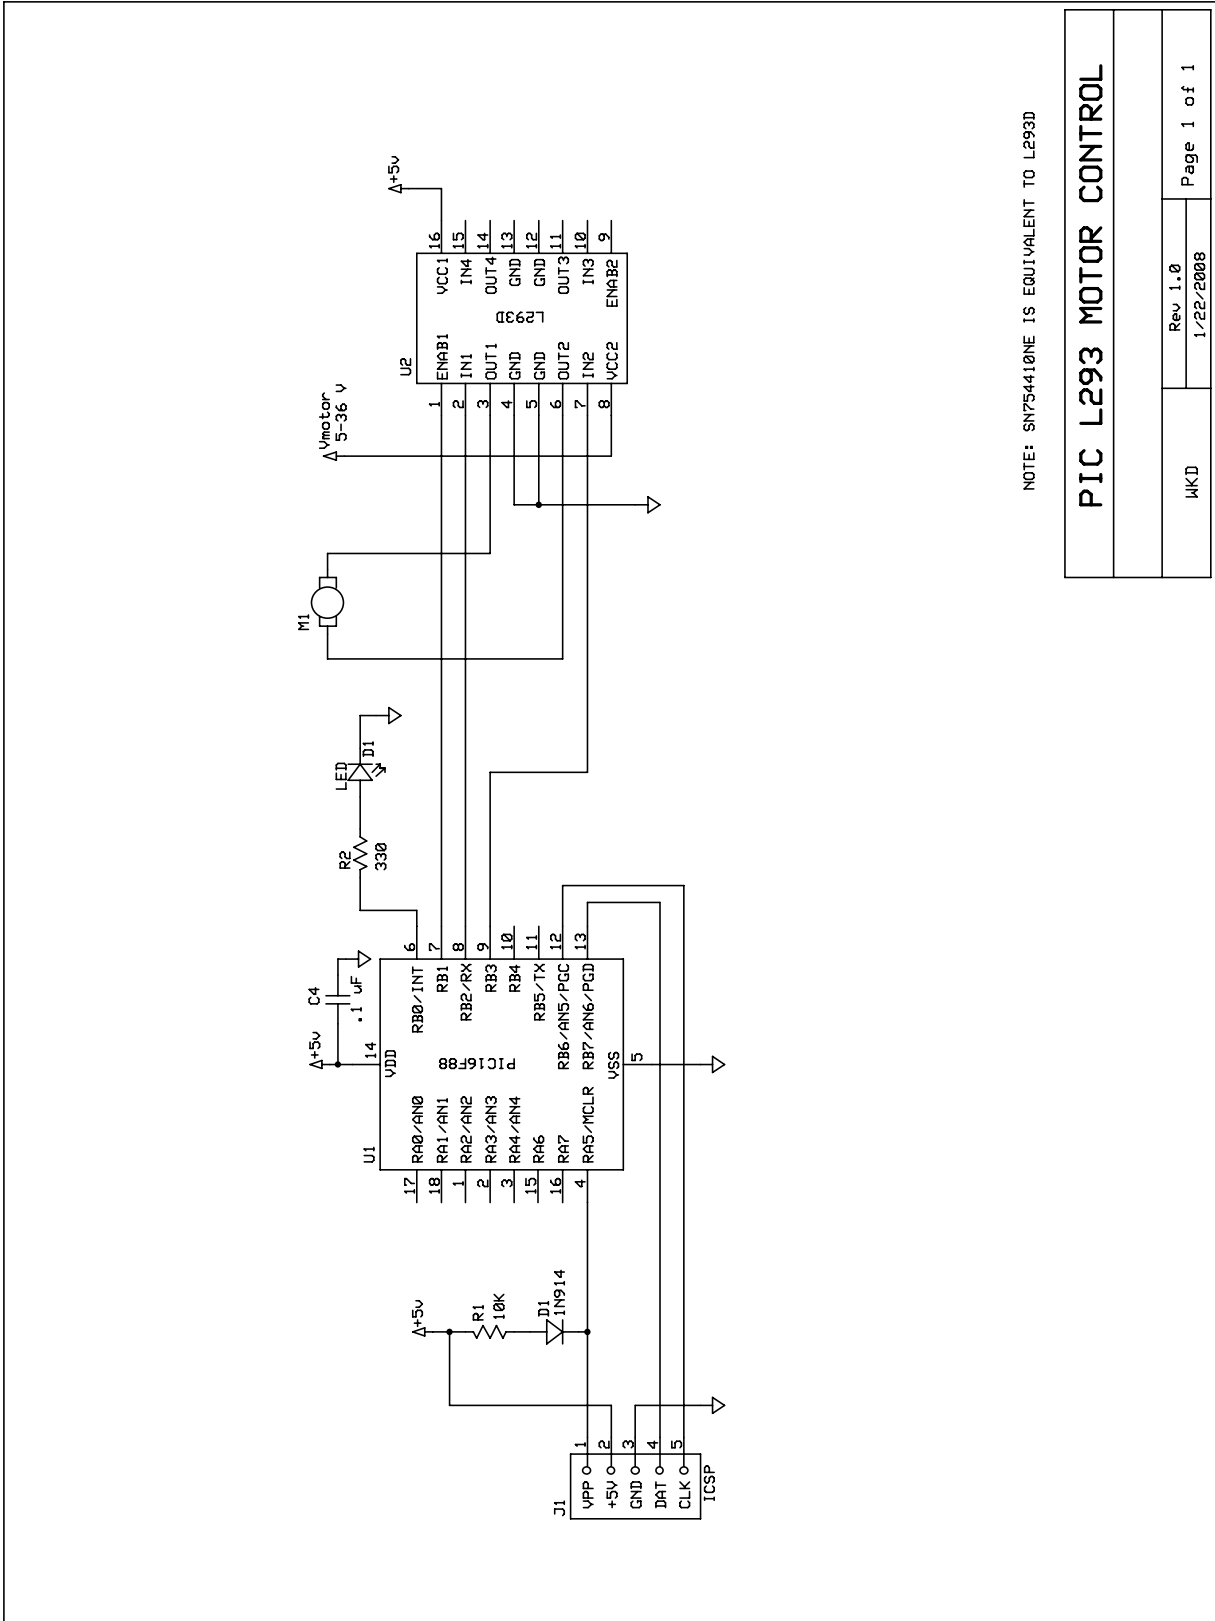 J1
VPP
+5V
GND
DAT
CLK
ICSP
1
2
3
4
5
+5v
R1
10K
D1
1N914
U1
PIC16F88
17
RA0/AN0
18
RA1/AN1
1
RA2/AN2
2
RA3/AN3
3
RA4/AN4
15
RA6
16
RA7
4
RA5/MCLR
+5v
14
VDD
C4
.1 uF
RB0/INT
6
RB1
7
RB2/RX
8
RB3
9
RB4
10
RB5/TX
11
RB6/AN5/PGC
12
RB7/AN6/PGD
13
VSS
5
R2
330
LED
D1
M1
Vmotor
5-36 V
U2
L293D
1
ENAB1
2
IN1
3
OUT1
4
GND
5
GND
6
OUT2
7
IN2
8
VCC2
VCC1
16
IN4
15
OUT4
14
GND
13
GND
12
OUT3
11
IN3
10
ENAB2
9
+5v
NOTE: SN754410NE IS EQUIVALENT TO L293D
PIC L293 MOTOR CONTROL
WKD
Rev 1.0
1/22/2008
Page 1 of 1